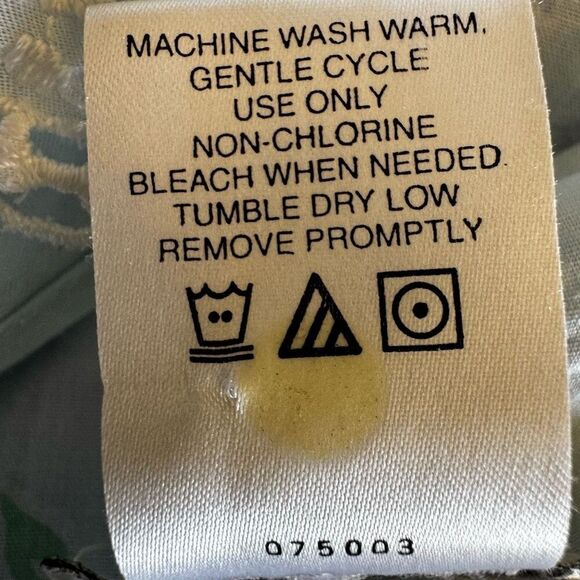 MACHINE WASH WARM,
GENTLE CYCLE
USE ONLY
NON-CHLORINE
BLEACH WHEN NEEDED.
TUMBLE DRY LOW
REMOVE PROMPTLY
075003